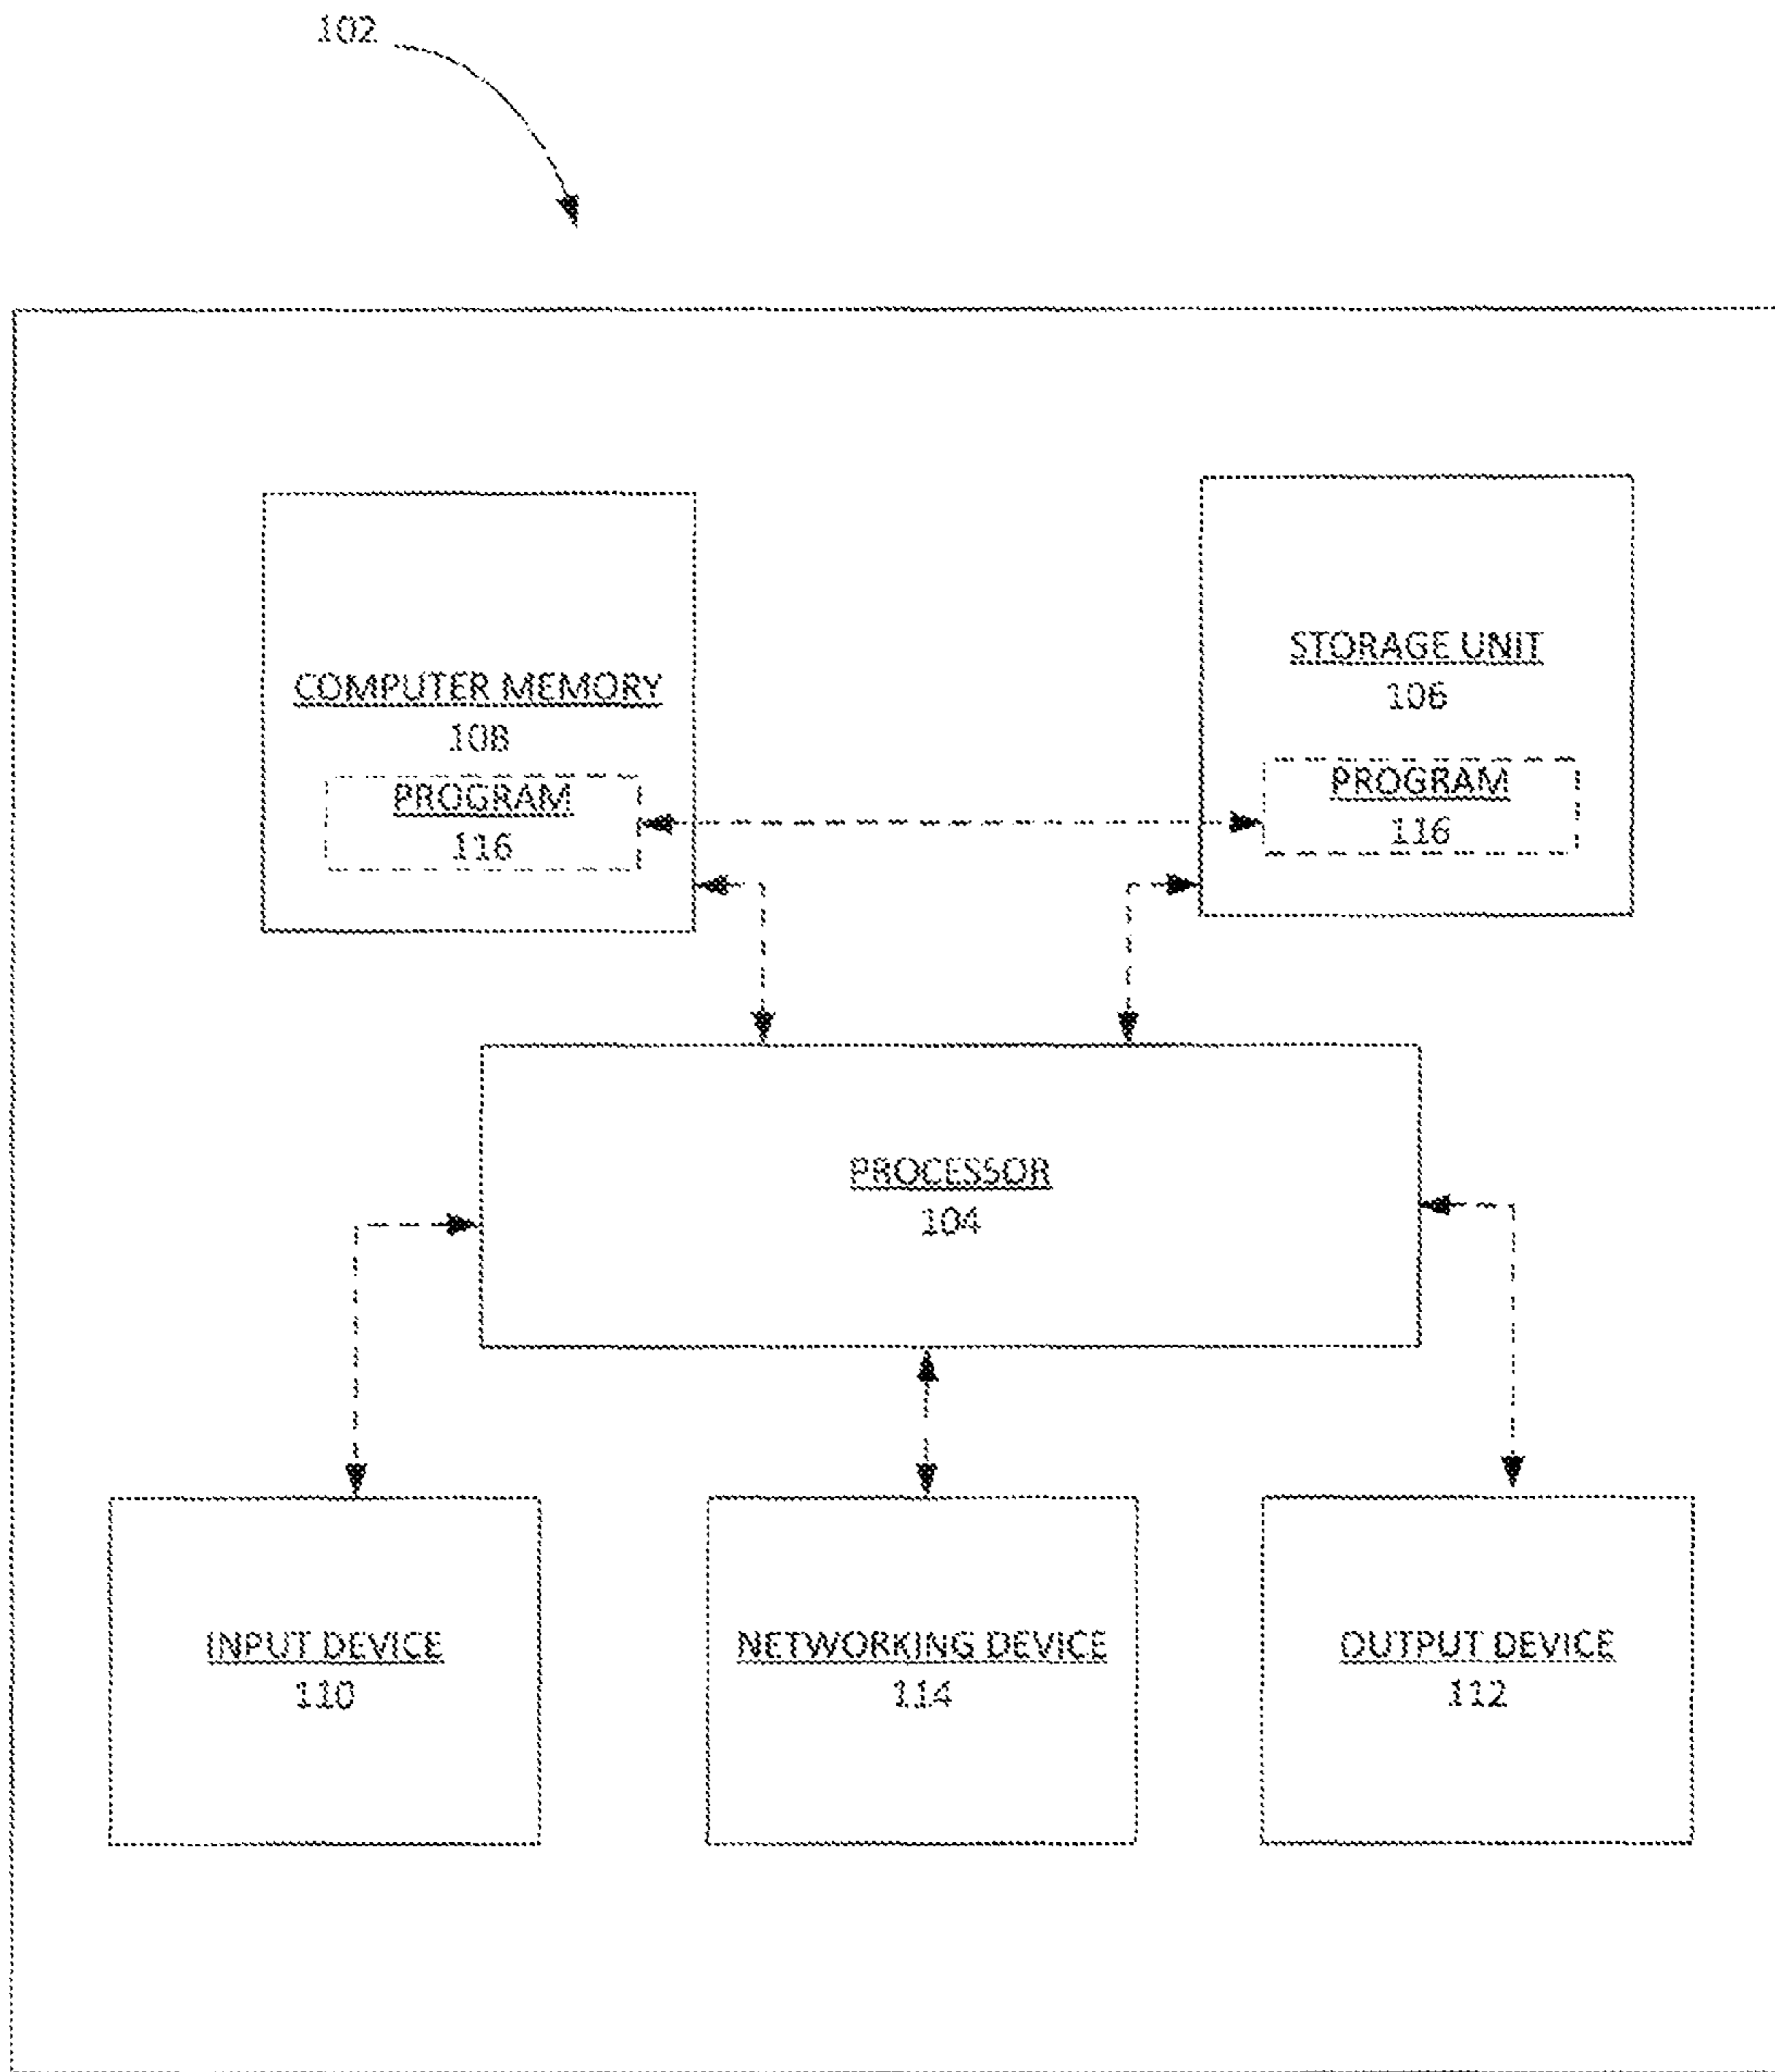 102
COMPUTER MEMORY
108
PROGRAM
116
STORAGE UNIT
106
PROGRAM
116
PROCESSOR
104
INPUT DEVICE
110
NETWORKING DEVICE
114
OUTPUT DEVICE
112